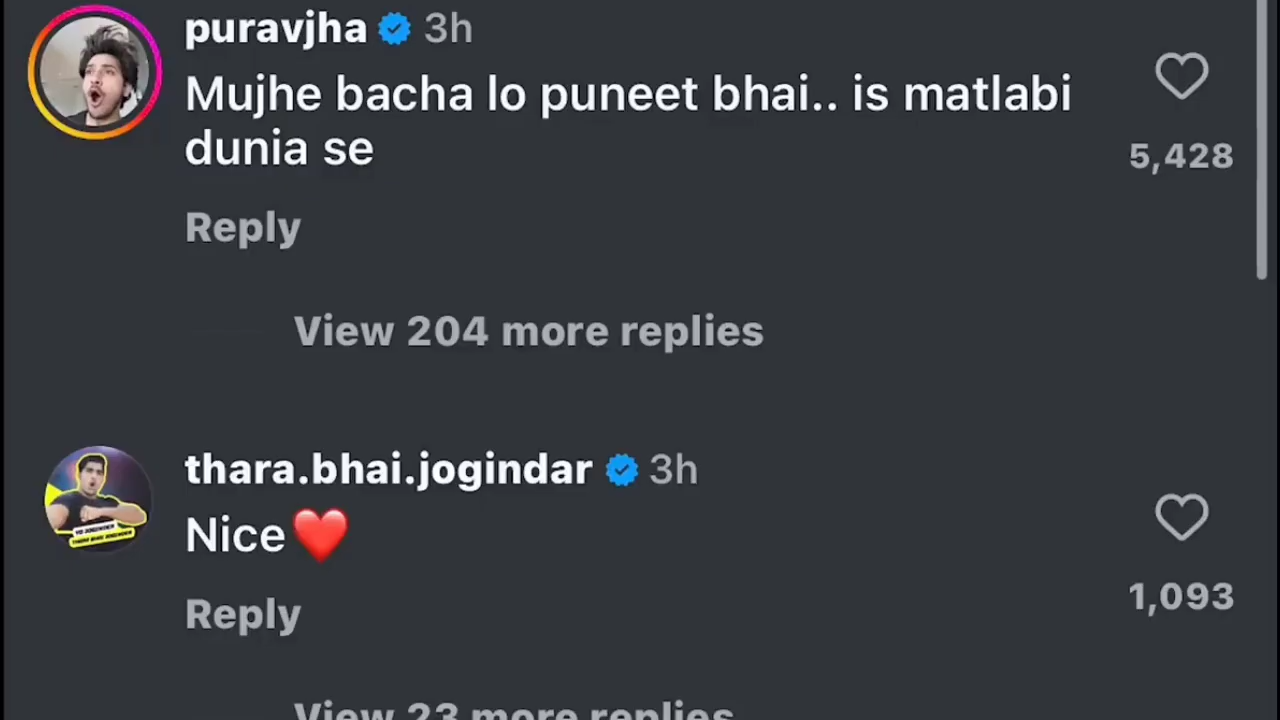 puravjha 3h
Mujhe bacha lo puneet bhai.. is matlabi
dunia se
5,428
Reply
View 204 more replies
thara.bhai.jogindar 3h
Nice❤️
1,093
Reply
View 23 more replies